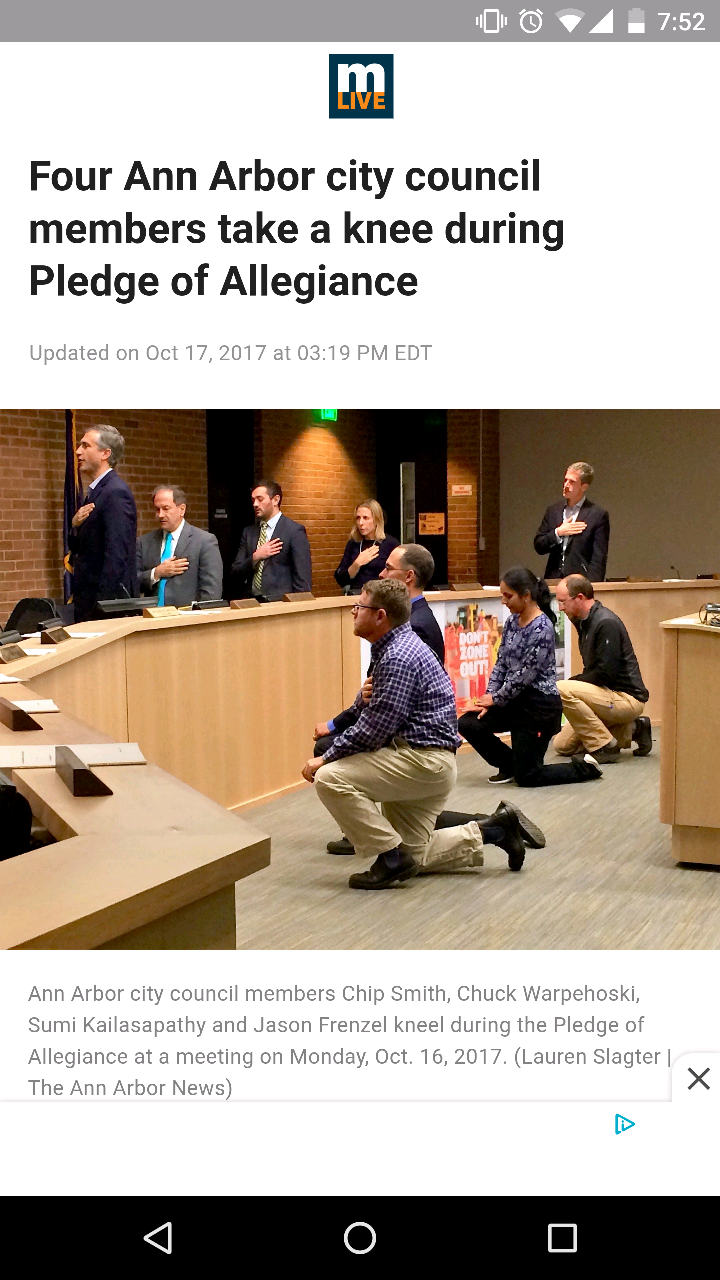 7:52
m
LIVE
Four Ann Arbor city council
members take a knee during
Pledge of Allegiance
Updated on Oct 17, 2017 at 03:19 PM EDT
DON'T
ZONE
OUT!
Ann Arbor city council members Chip Smith, Chuck Warpehoski,
Sumi Kailasapathy and Jason Frenzel kneel during the Pledge of
Allegiance at a meeting on Monday, Oct. 16, 2017. (Lauren Slagter |
The Ann Arbor News)